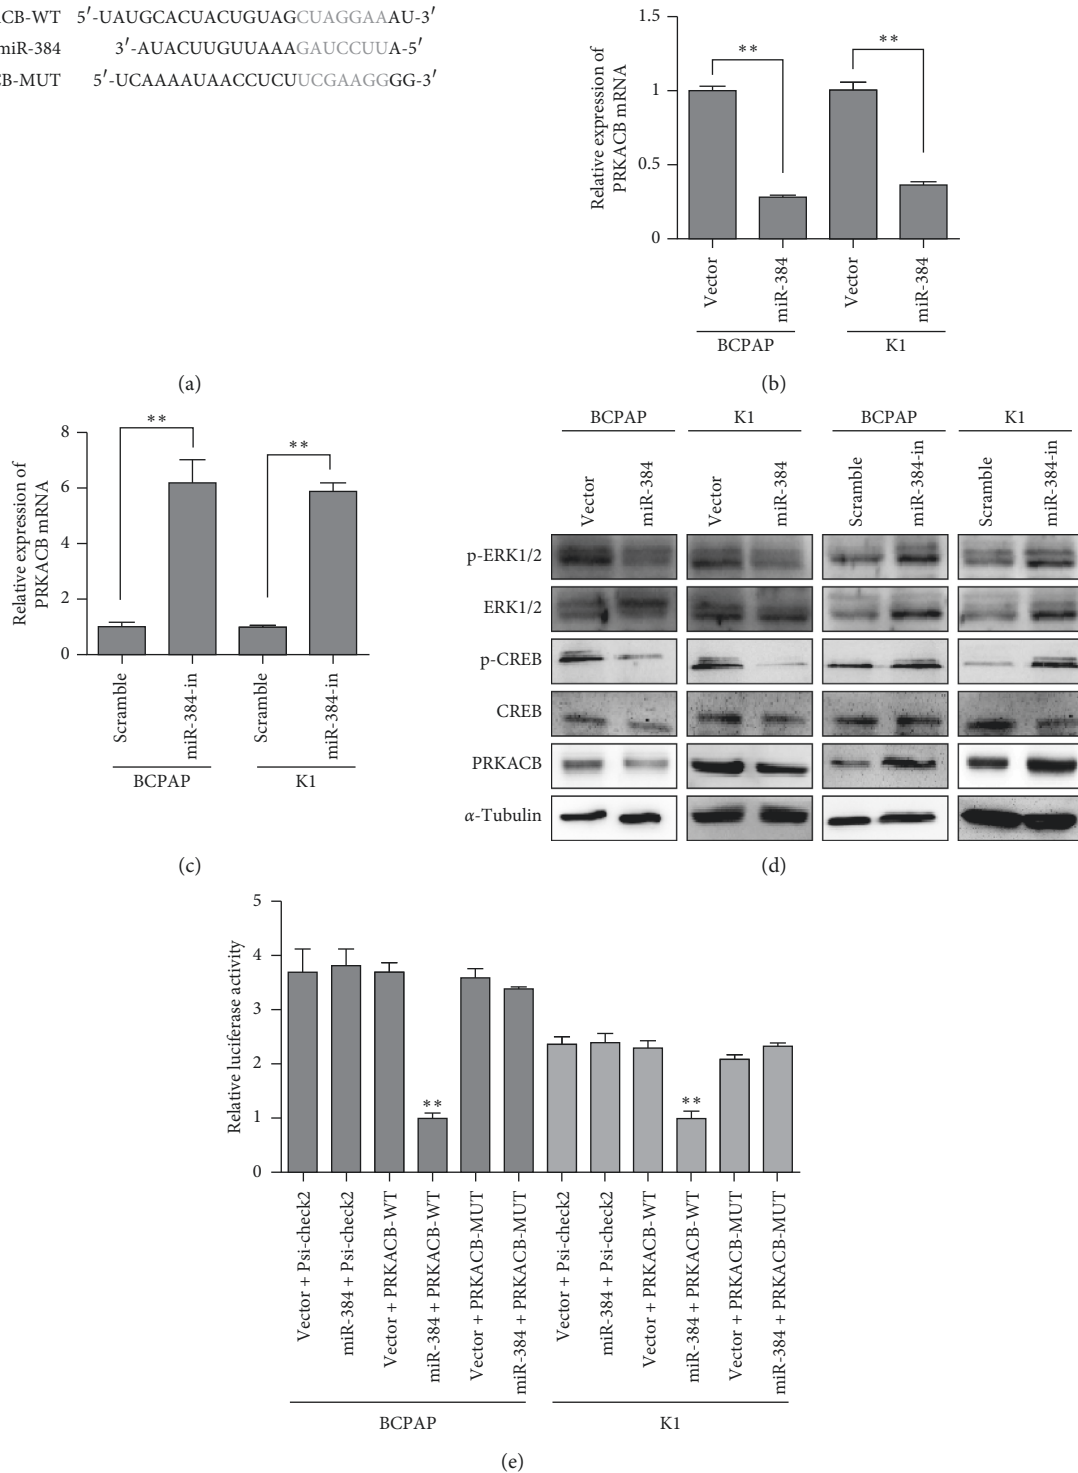 ACB-WT 5′-UAUGCACUACUGUAGCUAGGAAAU-3′
miR-384 3′-AUACUUGUUAAAGAUCCUUA-5′
CB-MUT 5′-UCAAAAUAACCUCUUCGAAGGGG-3′
(a)
Relative expression of
PRKACB mRNA
1.5
1
0.5
0
**
**
Vector
miR-384
Vector
miR-384
BCPAP
K1
(b)
Relative expression of
PRKACB mRNA
8
6
4
2
0
**
**
Scramble
miR-384-in
Scramble
miR-384-in
BCPAP
K1
(c)
BCPAP K1 BCPAP K1
Vector
miR-384
Vector
miR-384
Scramble
miR-384-in
Scramble
miR-384-in
p-ERK1/2
ERK1/2
p-CREB
CREB
PRKACB
α-Tubulin
(d)
Relative luciferase activity
5
4
3
2
1
0
**
**
Vector + Psi-check2
miR-384 + Psi-check2
Vector + PRKACB-WT
miR-384 + PRKACB-WT
Vector + PRKACB-MUT
miR-384 + PRKACB-MUT
Vector + Psi-check2
miR-384 + Psi-check2
Vector + PRKACB-WT
miR-384 + PRKACB-WT
Vector + PRKACB-MUT
miR-384 + PRKACB-MUT
BCPAP
K1
(e)